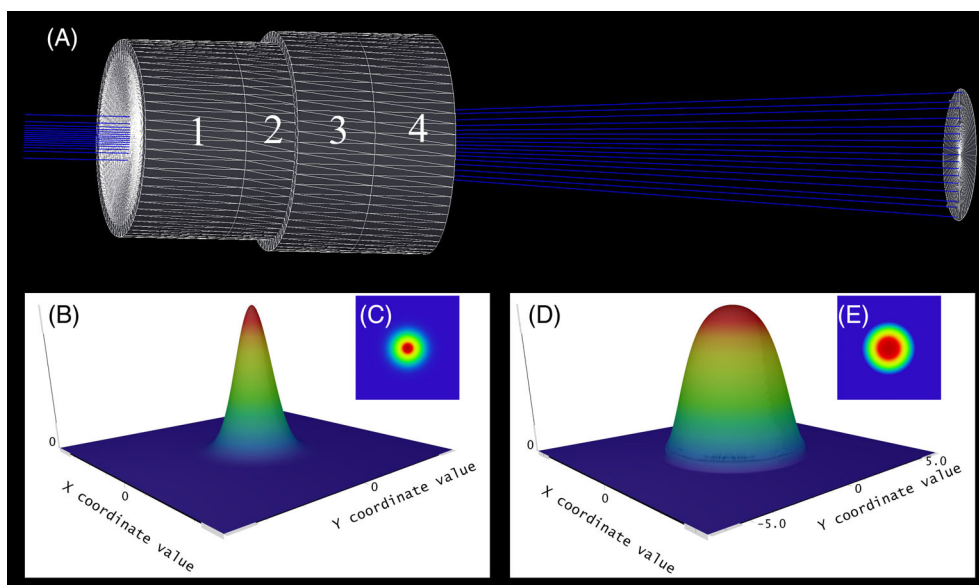 (A)
1 2 3 4
(B)
(C)
0
X coordinate value
0
0
Y coordinate value
(D)
(E)
0
X coordinate value
0
-5.0
0
5.0
Y coordinate value